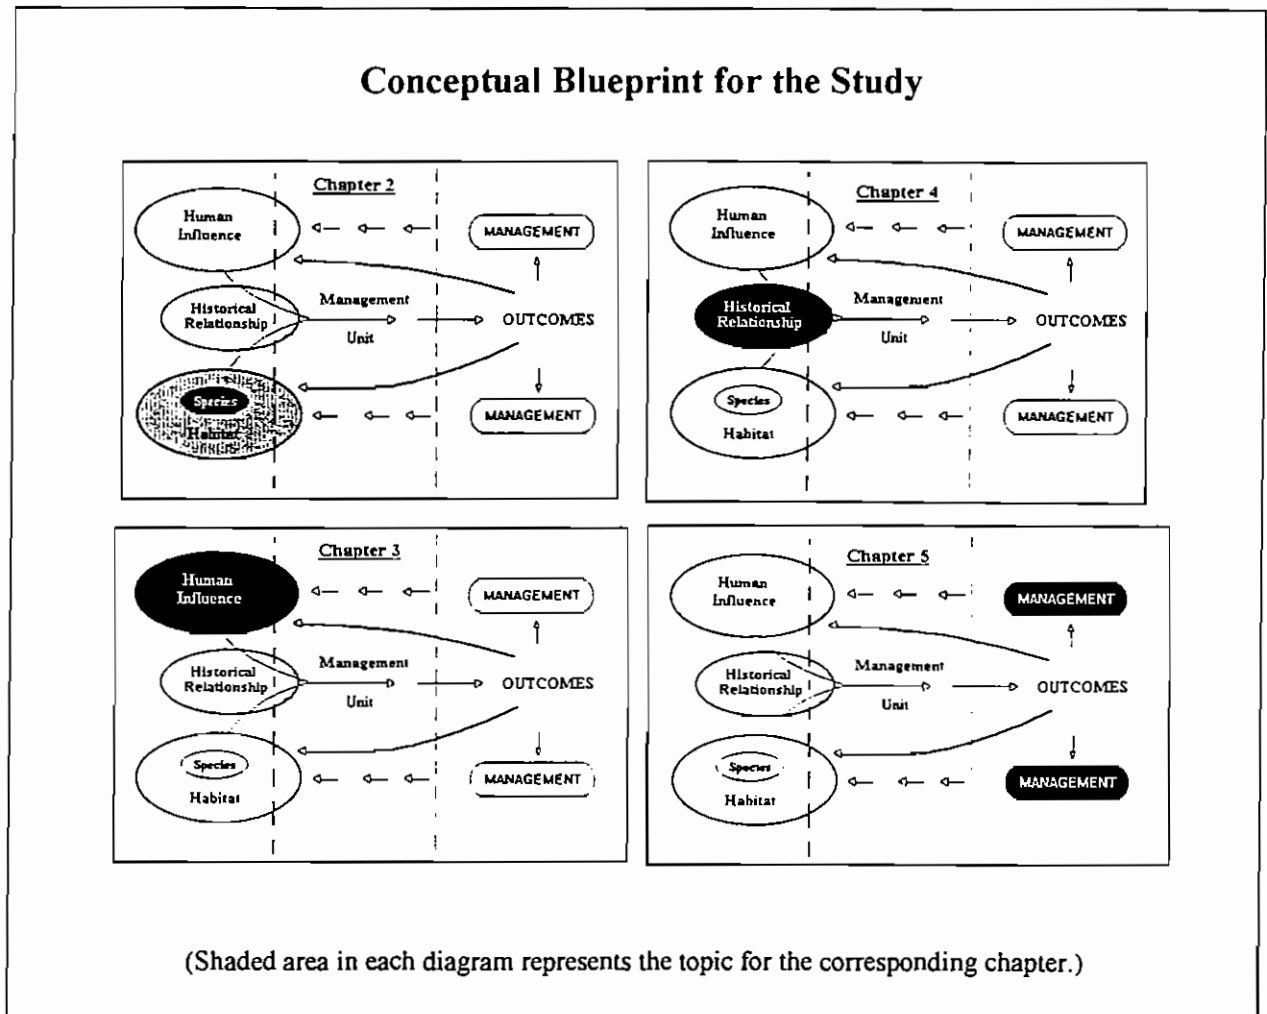 Conceptual Blueprint for the Study
Chapter 2
Human
Influence
MANAGEMENT
Historical
Relationship
Management
Unit
OUTCOMES
Species
Habitat
MANAGEMENT
Chapter 4
Human
Influence
MANAGEMENT
Historical
Relationship
Management
Unit
OUTCOMES
Species
Habitat
MANAGEMENT
Chapter 3
Human
Influence
MANAGEMENT
Historical
Relationship
Management
Unit
OUTCOMES
Species
Habitat
MANAGEMENT
Chapter 5
Human
Influence
MANAGEMENT
Historical
Relationship
Management
Unit
OUTCOMES
Species
Habitat
MANAGEMENT
(Shaded area in each diagram represents the topic for the corresponding chapter.)